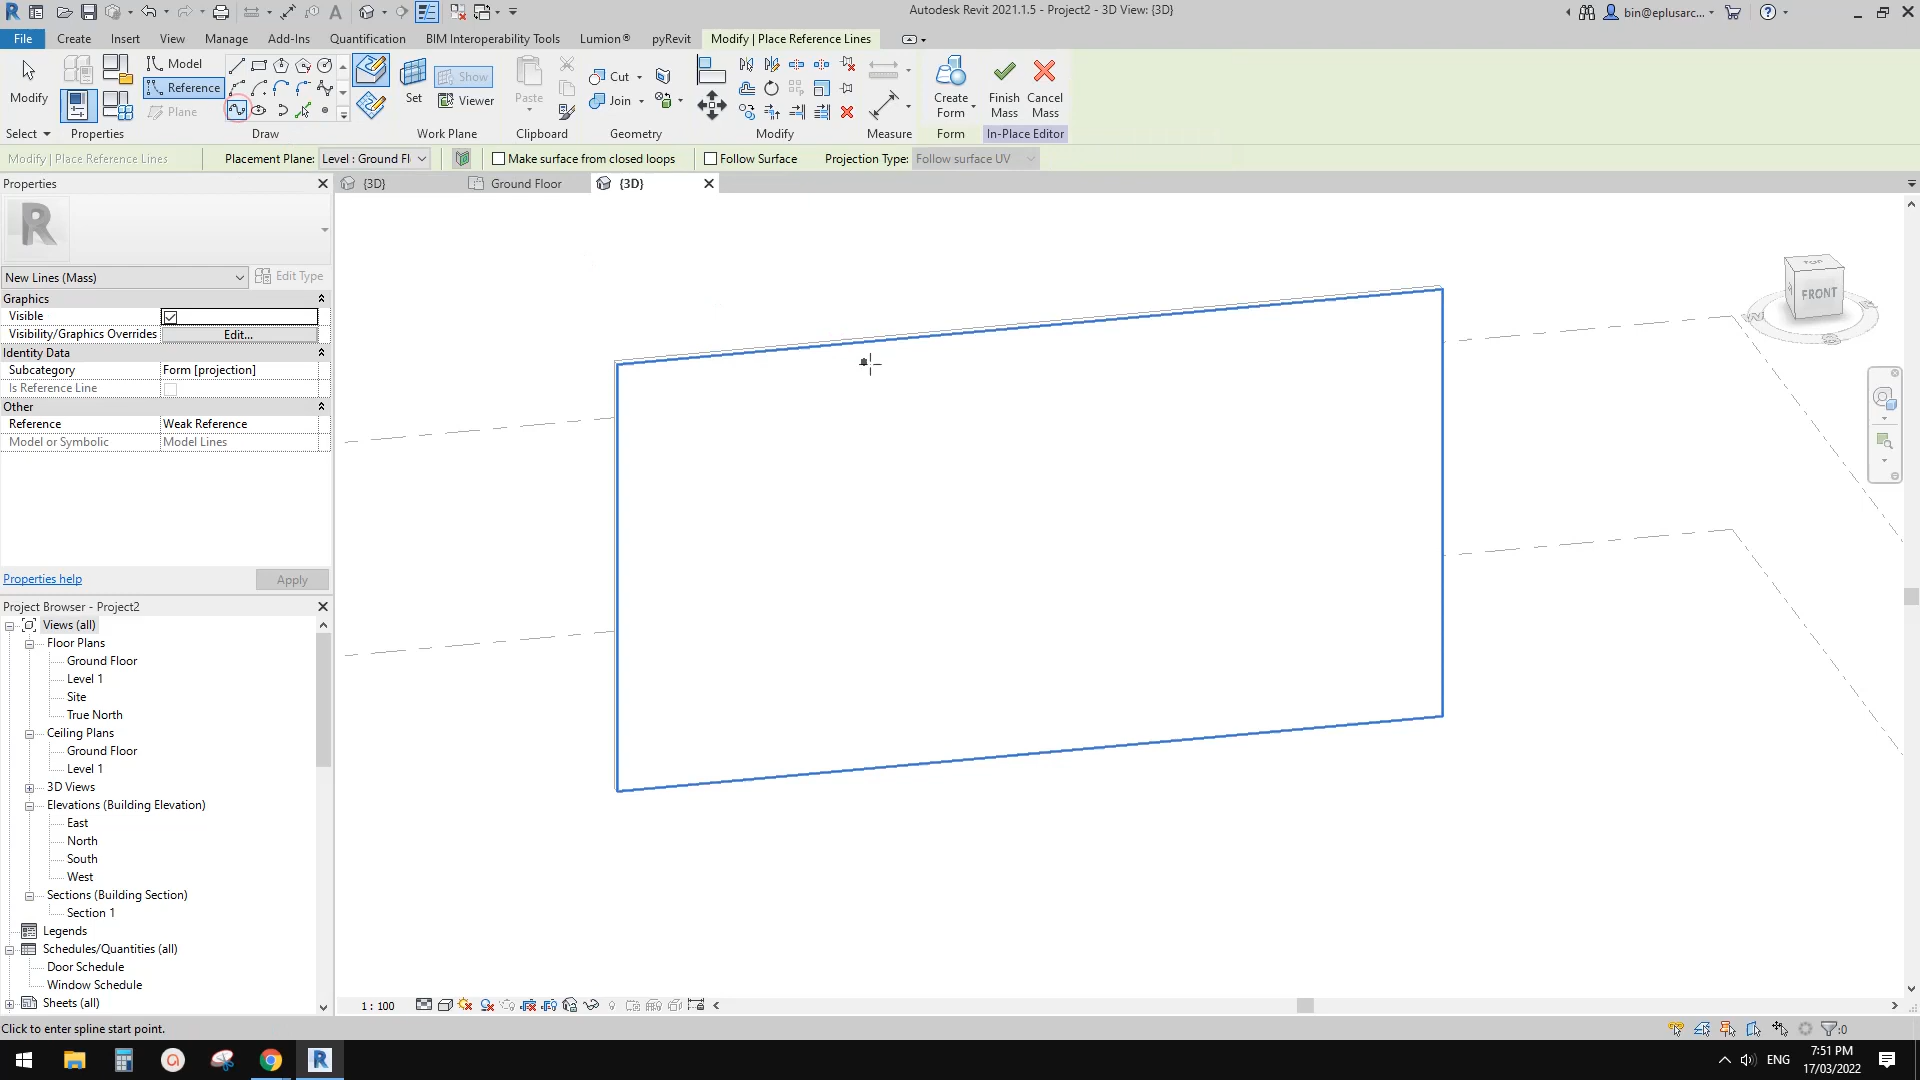 Autodesk Revit 2021.1.5 - Project2 - 3D View: {3D}
bin@eplusarc...
File
Create
Insert
View
Manage
Add-Ins
Quantification
BIM Interoperability Tools
Lumion®
pyRevit
Modify | Place Reference Lines
Modify
Model
Reference
Plane
Set
Show
Viewer
Paste
Cut
Join
Create
Form
Finish
Mass
Cancel
Mass
Select
Properties
Draw
Work Plane
Clipboard
Geometry
Modify
Measure
Form
In-Place Editor
Modify | Place Reference Lines
Placement Plane:
Level : Ground Fl
Make surface from closed loops
Follow Surface
Projection Type:
Follow surface UV
Properties
{3D}
Ground Floor
{3D}
New Lines (Mass)
Edit Type
Graphics
Visible
Visibility/Graphics Overrides
Edit...
Identity Data
Subcategory
Form [projection]
Is Reference Line
Other
Reference
Weak Reference
Model or Symbolic
Model Lines
Properties help
Apply
Project Browser - Project2
Views (all)
Floor Plans
Ground Floor
Level 1
Site
True North
Ceiling Plans
Ground Floor
Level 1
3D Views
Elevations (Building Elevation)
East
North
South
West
Sections (Building Section)
Section 1
Legends
Schedules/Quantities (all)
Door Schedule
Window Schedule
Sheets (all)
TOP
FRONT
1 : 100
Click to enter spline start point.
:0
ENG
7:51 PM
17/03/2022